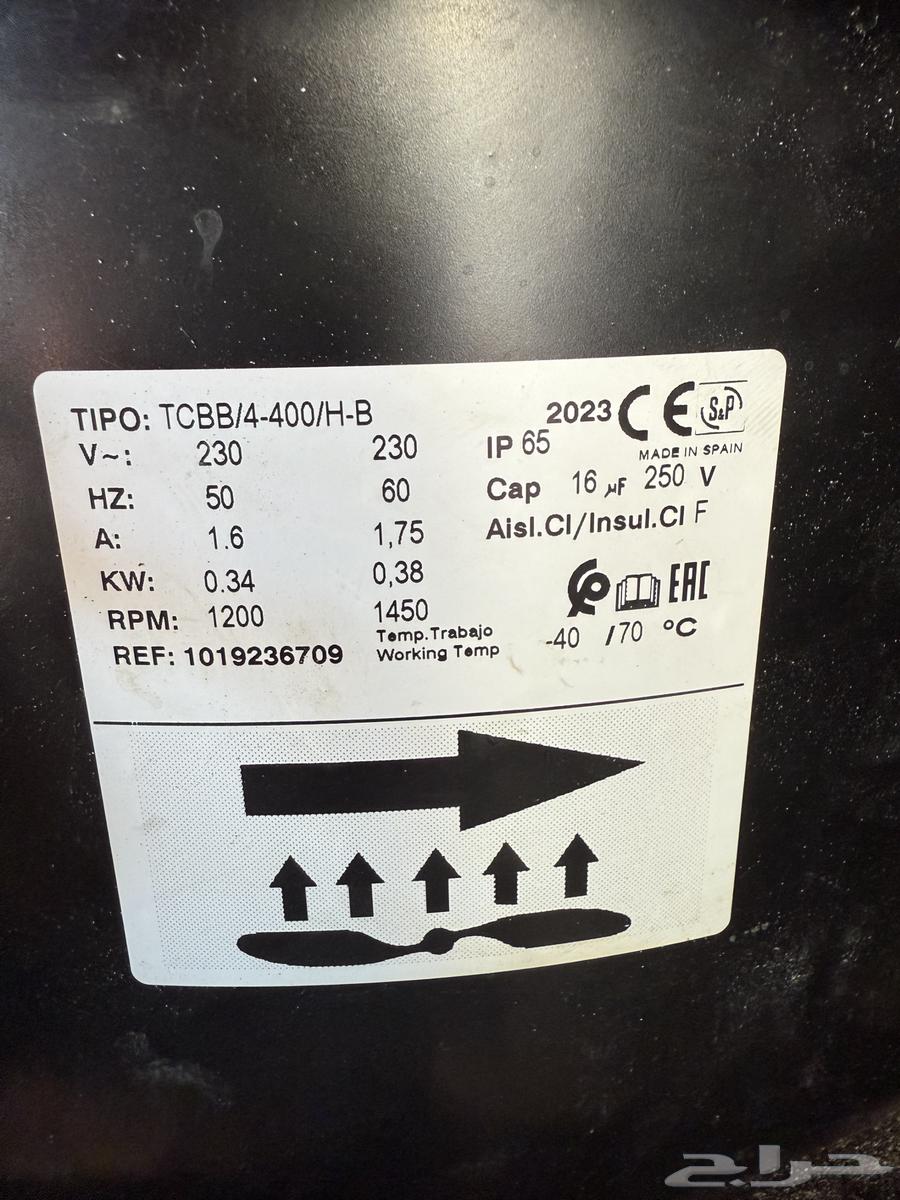 TIPO: TCBB/4-400/H-B
2023 CE S&P
MADE IN SPAIN
V~: 230 230 IP 65
HZ: 50 60 Cap 16 µF 250 V
A: 1.6 1,75 Aisl.Cl/Insul.Cl F
KW: 0.34 0,38 EAC
RPM: 1200 1450
Temp.Trabajo
Working Temp -40 /70 °C
REF: 1019236709
حراج